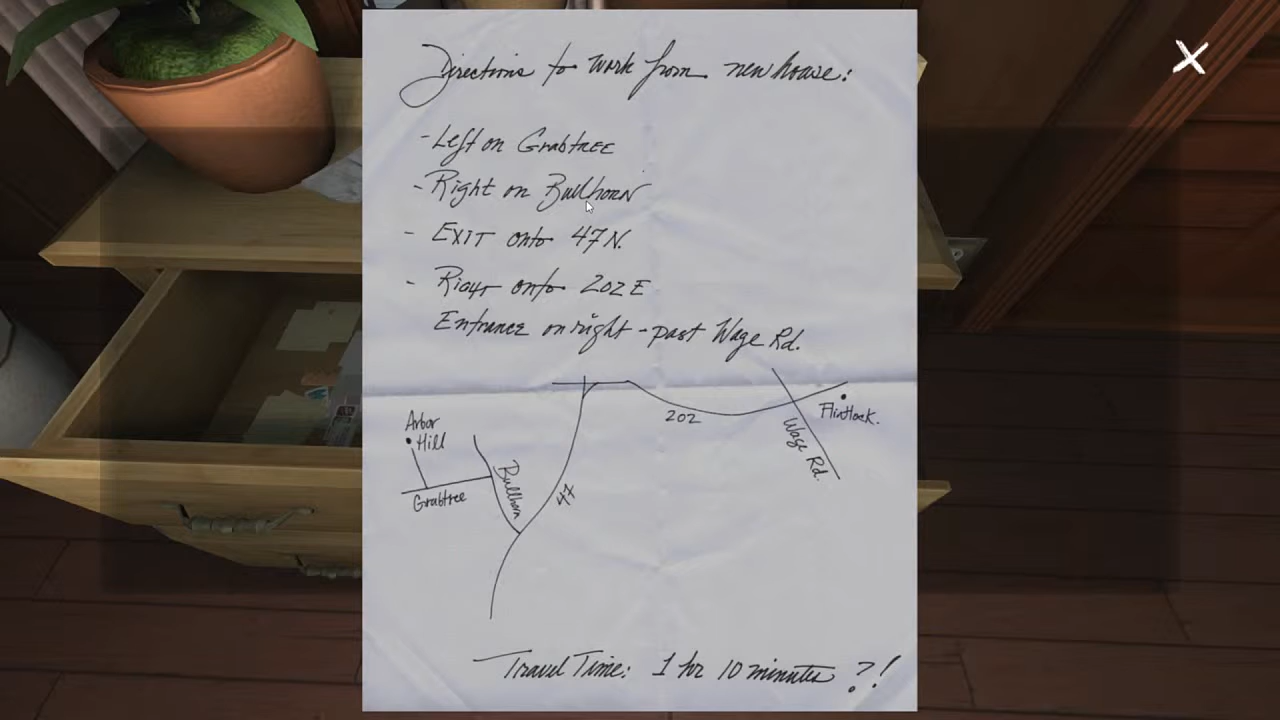 Directions to work from new house:
- Left on Grabtree
- Right on Bullhorn
- Exit onto 47 N.
- Right onto 202 E
Entrance on right - past Wage Rd.
Arbor
Hill
Grabtree
Bullhorn
47
202
Wage Rd.
Flintlock.
Travel Time: 1 hr 10 minutes ?!